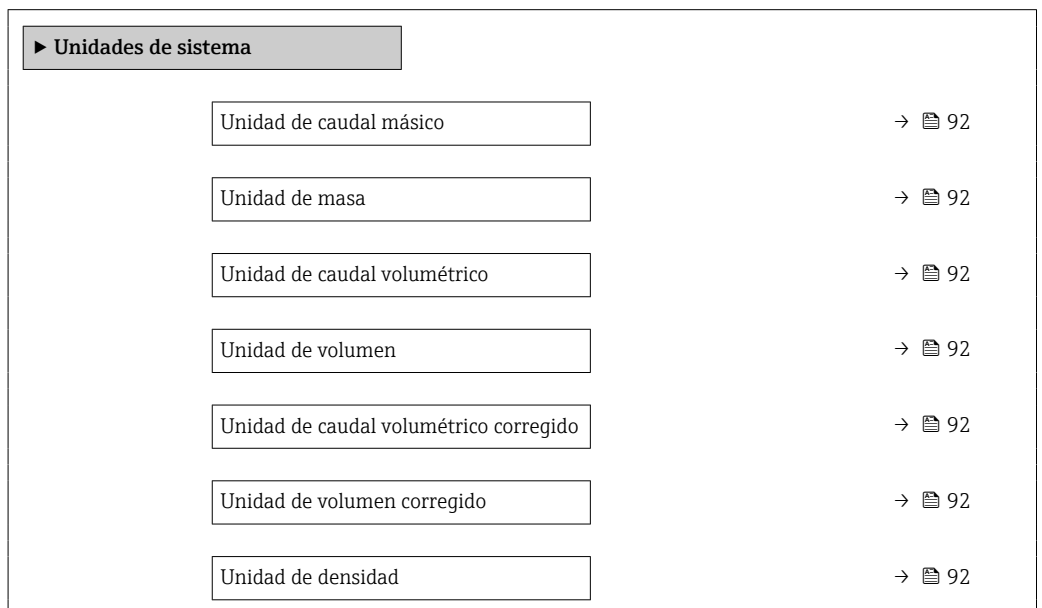 ▶ Unidades de sistema
Unidad de caudal másico → 92
Unidad de masa → 92
Unidad de caudal volumétrico → 92
Unidad de volumen → 92
Unidad de caudal volumétrico corregido → 92
Unidad de volumen corregido → 92
Unidad de densidad → 92